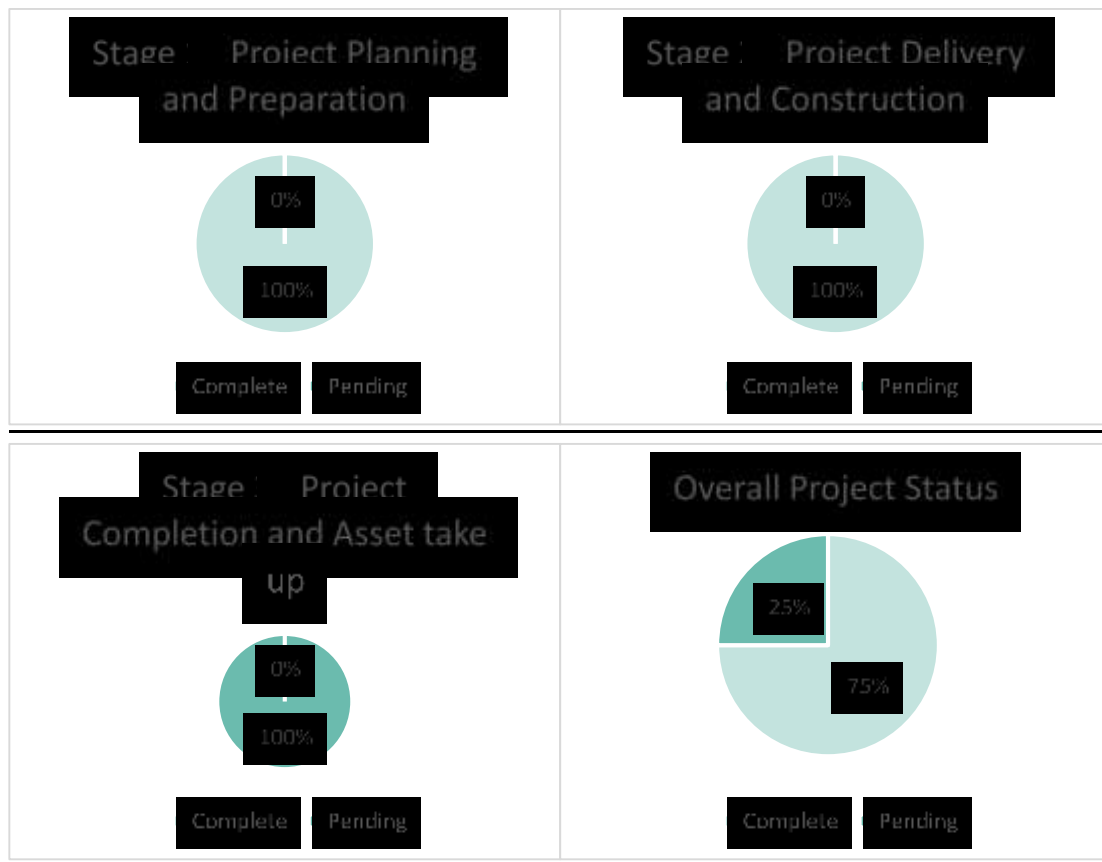 Stage Project Planning
and Preparation
0%
100%
Complete Pending
Stage Project Delivery
and Construction
0%
100%
Complete Pending
Stage Project
Completion and Asset take
up
0%
100%
Complete Pending
Overall Project Status
25%
75%
Complete Pending